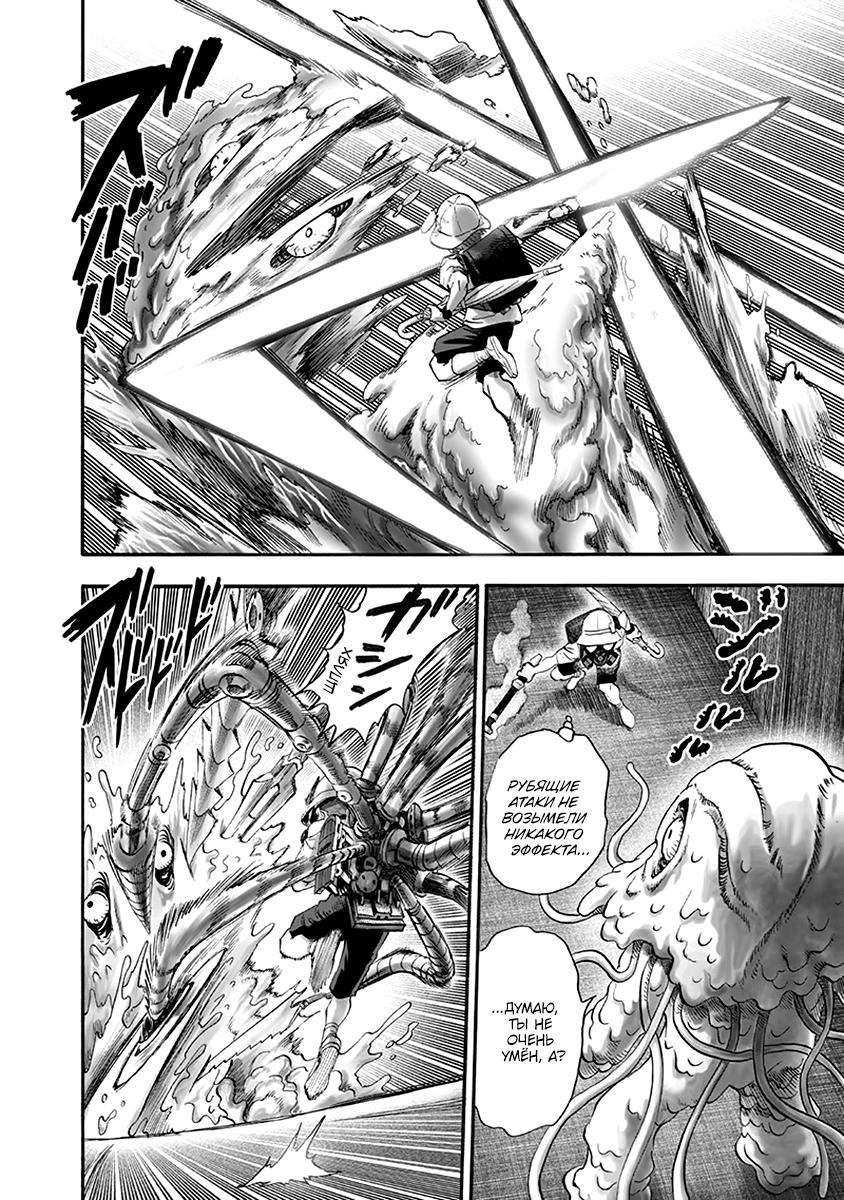 ズババ
ジュルルル
РУБЯЩИЕ
АТАКИ НЕ
ВОЗЫМЕЛИ
НИКАКОГО
ЭФФЕКТА...
...ДУМАЮ,
ТЫ НЕ
ОЧЕНЬ
УМЁН, А?
ガシン
ШПЛЯХ
ズドドド